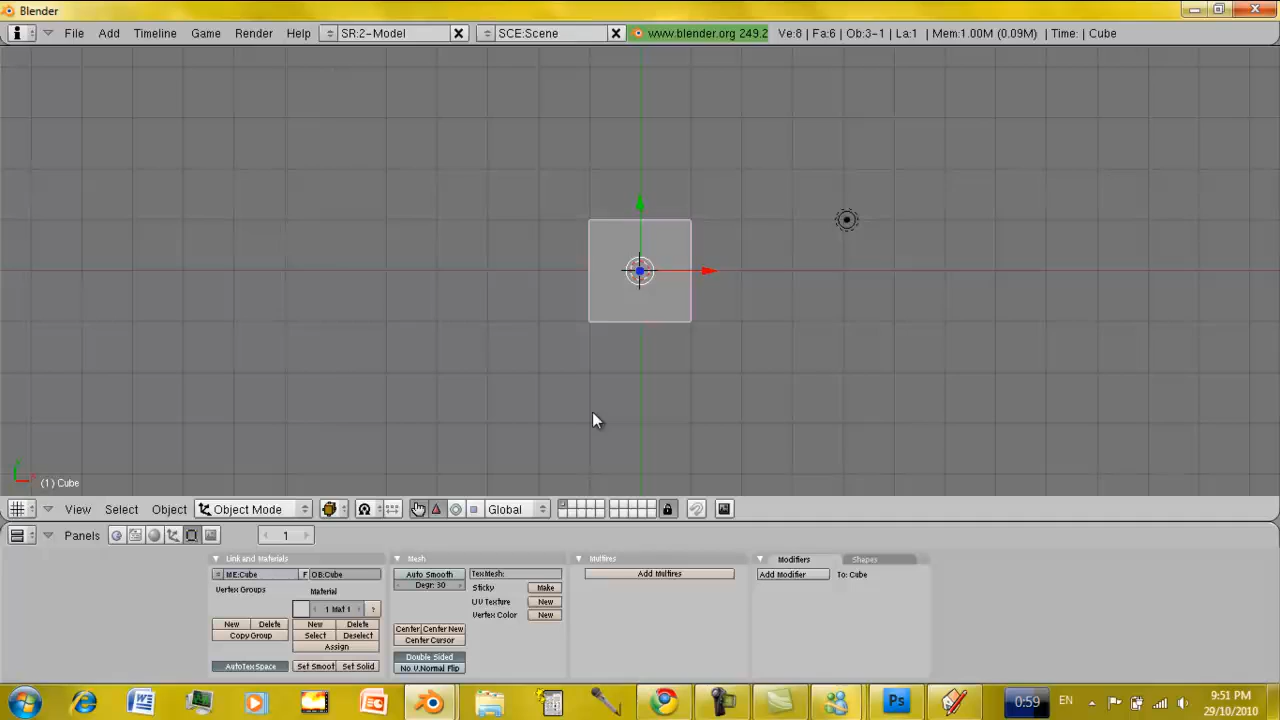 Blender
File Add Timeline Game Render Help SR:2-Model SCE:Scene www.blender.org 249.2 Ve:8 | Fa:6 | Ob:3-1 | La:1 | Mem:1.00M (0.09M) | Time: | Cube
(1) Cube
View Select Object Object Mode Global
Panels 1
Link and Materials Mesh Multires Modifiers Shapes
ME:Cube F OB:Cube Auto Smooth TexMesh: Add Multires Add Modifier To: Cube
Degr: 30
Vertex Groups Material Sticky Make
UV Texture New
1 Mat 1 ? Vertex Color New
New Delete New Delete Center Center New
Copy Group Select Deselect Center Cursor
Assign
Double Sided
AutoTexSpace Set Smoot Set Solid No V.Normal Flip
W P Ps 0:59 EN 9:51 PM
29/10/2010